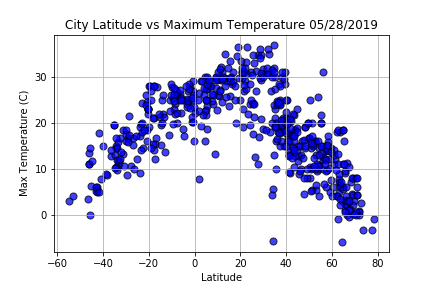 City Latitude vs Maximum Temperature 05/28/2019
Max Temperature (C)
30
20
10
0
−60 −40 −20 0 20 40 60 80
Latitude